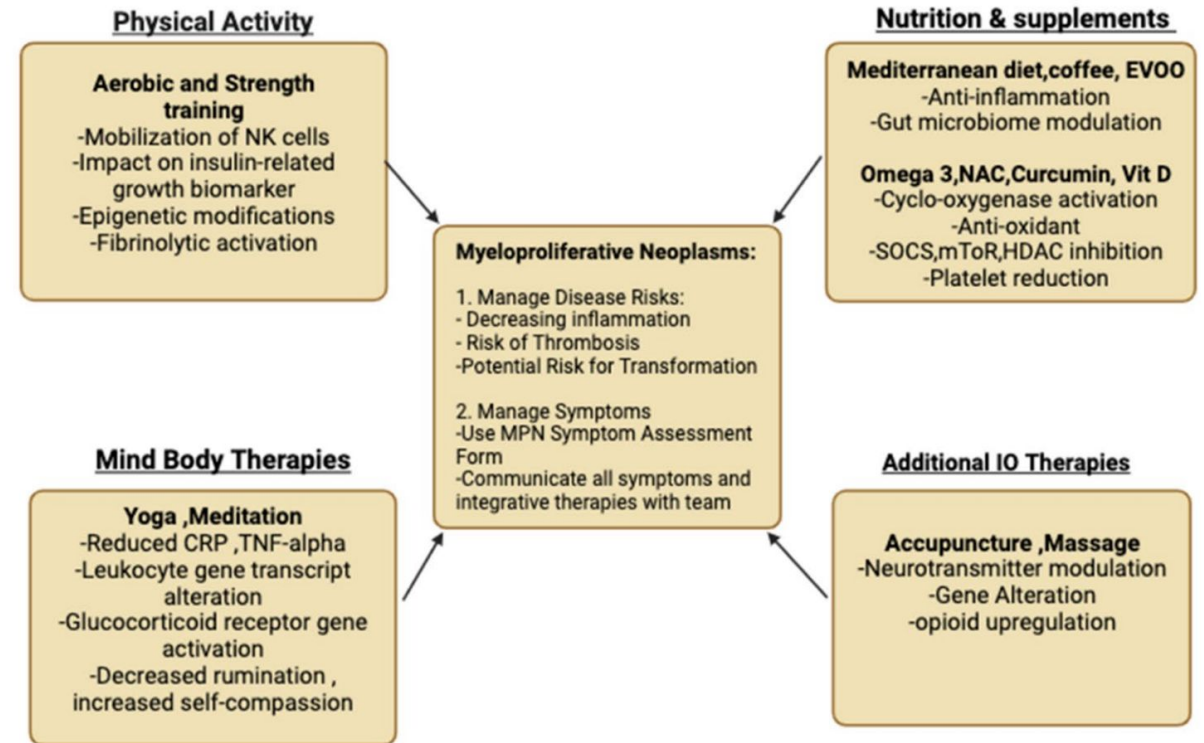 Physical Activity
Aerobic and Strength
training
-Mobilization of NK cells
-Impact on insulin-related
growth biomarker
-Epigenetic modifications
-Fibrinolytic activation
Nutrition & supplements
Mediterranean diet,coffee, EVOO
-Anti-inflammation
-Gut microbiome modulation
Omega 3,NAC,Curcumin, Vit D
-Cyclo-oxygenase activation
-Anti-oxidant
-SOCS,mToR,HDAC inhibition
-Platelet reduction
Myeloproliferative Neoplasms:
1. Manage Disease Risks:
- Decreasing inflammation
- Risk of Thrombosis
-Potential Risk for Transformation
2. Manage Symptoms
-Use MPN Symptom Assessment
Form
-Communicate all symptoms and
integrative therapies with team
Mind Body Therapies
Yoga ,Meditation
-Reduced CRP ,TNF-alpha
-Leukocyte gene transcript
alteration
-Glucocorticoid receptor gene
activation
-Decreased rumination ,
increased self-compassion
Additional IO Therapies
Accupuncture ,Massage
-Neurotransmitter modulation
-Gene Alteration
-opioid upregulation